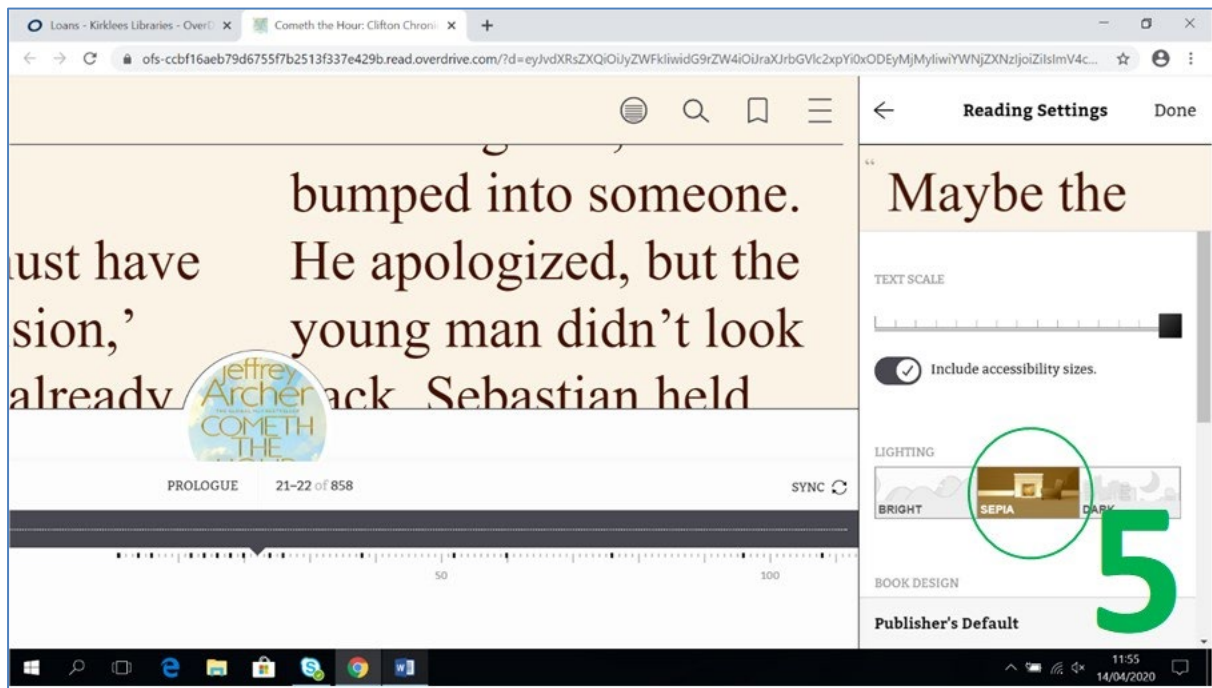 Loans - Kirklees Libraries - OverD
Cometh the Hour: Clifton Chroni
ofs-ccbf16aeb79d6755f7b2513f337e429b.read.overdrive.com/?d=
Reading Settings
Done
“ Maybe the
bumped into someone.
ust have
He apologized, but the
sion,’
young man didn’t look
already
ack. Sebastian held
Jeffrey
Archer
COMETH
THE
HOUR
PROLOGUE
21–22 of 858
SYNC
50
100
TEXT SCALE
Include accessibility sizes.
LIGHTING
BRIGHT
SEPIA
DARK
5
BOOK DESIGN
Publisher's Default
11:55
14/04/2020